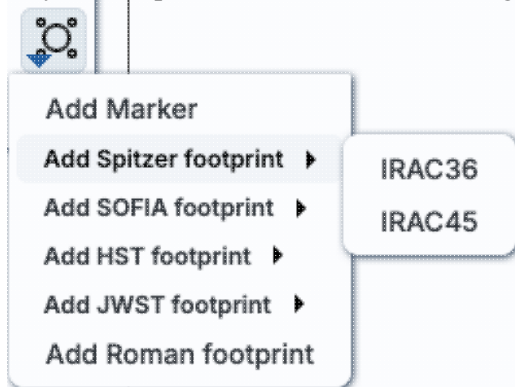 Add Marker
Add Spitzer footprint
IRAC36
Add SOFIA footprint
IRAC45
Add HST footprint
Add JWST footprint
Add Roman footprint